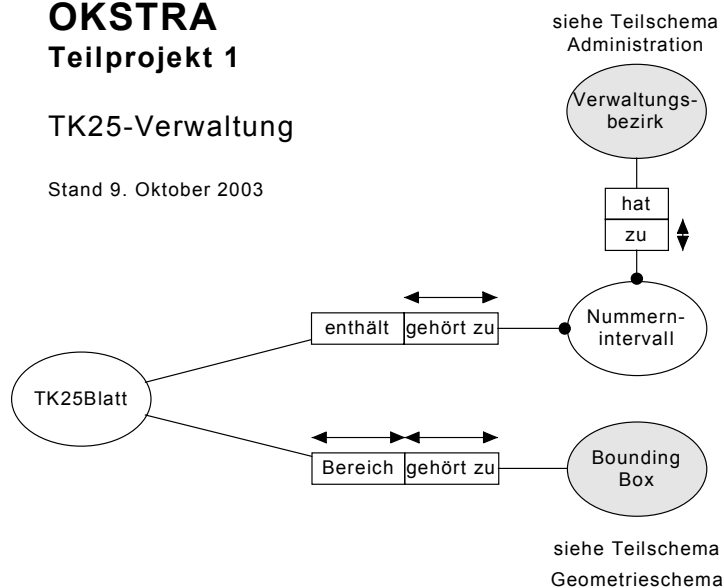 OKSTRA
Teilprojekt 1
TK25-Verwaltung
Stand 9. Oktober 2003
siehe Teilschema
Administration
Verwaltungs-
bezirk
hat
zu
enthält
gehört zu
Nummern-
intervall
TK25Blatt
Bereich
gehört zu
Bounding
Box
siehe Teilschema
Geometrieschema